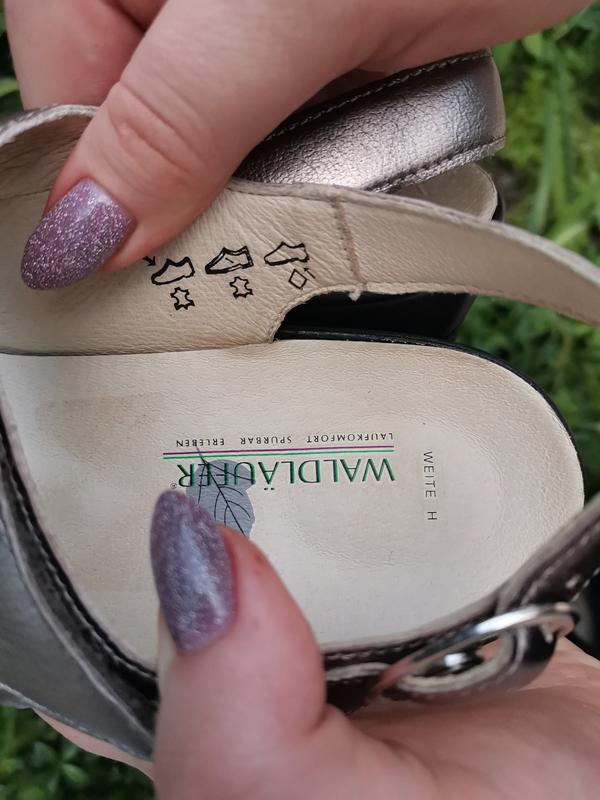 WALDLÄUFER®
LAUFKOMFORT SPÜRBAR ERLEBEN
WEITE H